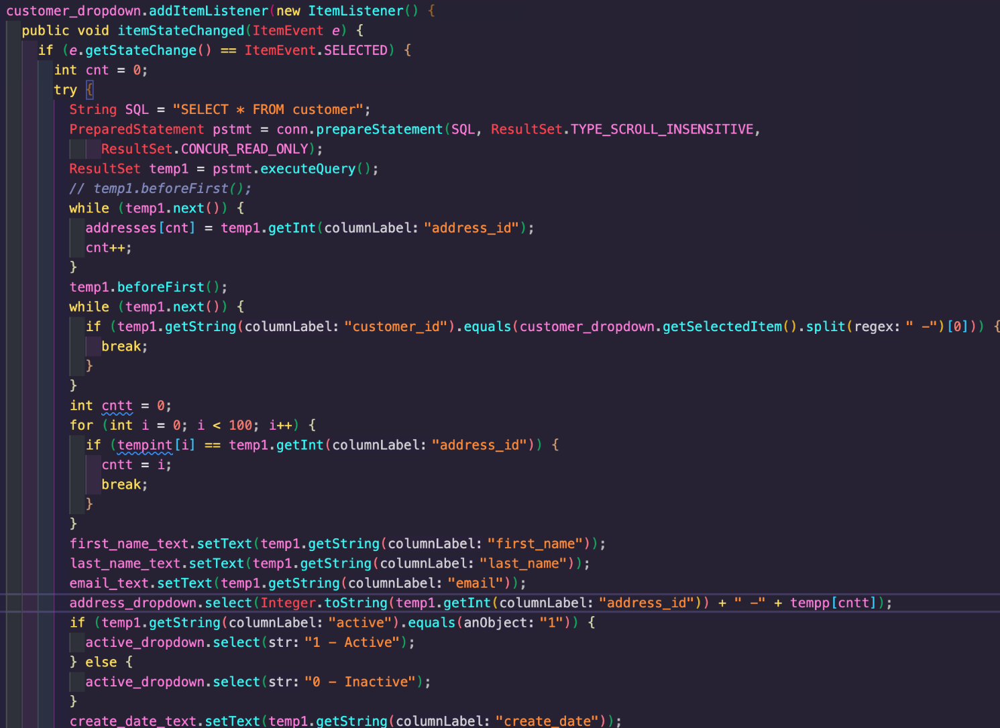 customer_dropdown.addItemListener(new ItemListener() {
public void itemStateChanged(ItemEvent e) {
if (e.getStateChange() == ItemEvent.SELECTED) {
int cnt = 0;
try {
String SQL = "SELECT * FROM customer";
PreparedStatement pstmt = conn.prepareStatement(SQL, ResultSet.TYPE_SCROLL_INSENSITIVE,
ResultSet.CONCUR_READ_ONLY);
ResultSet temp1 = pstmt.executeQuery();
// temp1.beforeFirst();
while (temp1.next()) {
addresses[cnt] = temp1.getInt(columnLabel: "address_id");
cnt++;
}
temp1.beforeFirst();
while (temp1.next()) {
if (temp1.getString(columnLabel: "customer_id").equals(customer_dropdown.getSelectedItem().split(regex: " -")[0])) {
break;
}
}
int cntt = 0;
for (int i = 0; i < 100; i++) {
if (tempint[i] == temp1.getInt(columnLabel: "address_id")) {
cntt = i;
break;
}
}
first_name_text.setText(temp1.getString(columnLabel: "first_name"));
last_name_text.setText(temp1.getString(columnLabel: "last_name"));
email_text.setText(temp1.getString(columnLabel: "email"));
address_dropdown.select(Integer.toString(temp1.getInt(columnLabel: "address_id")) + " -" + tempp[cntt]);
if (temp1.getString(columnLabel: "active").equals(anObject: "1")) {
active_dropdown.select(str: "1 - Active");
} else {
active_dropdown.select(str: "0 - Inactive");
}
create_date_text.setText(temp1.getString(columnLabel: "create_date"));